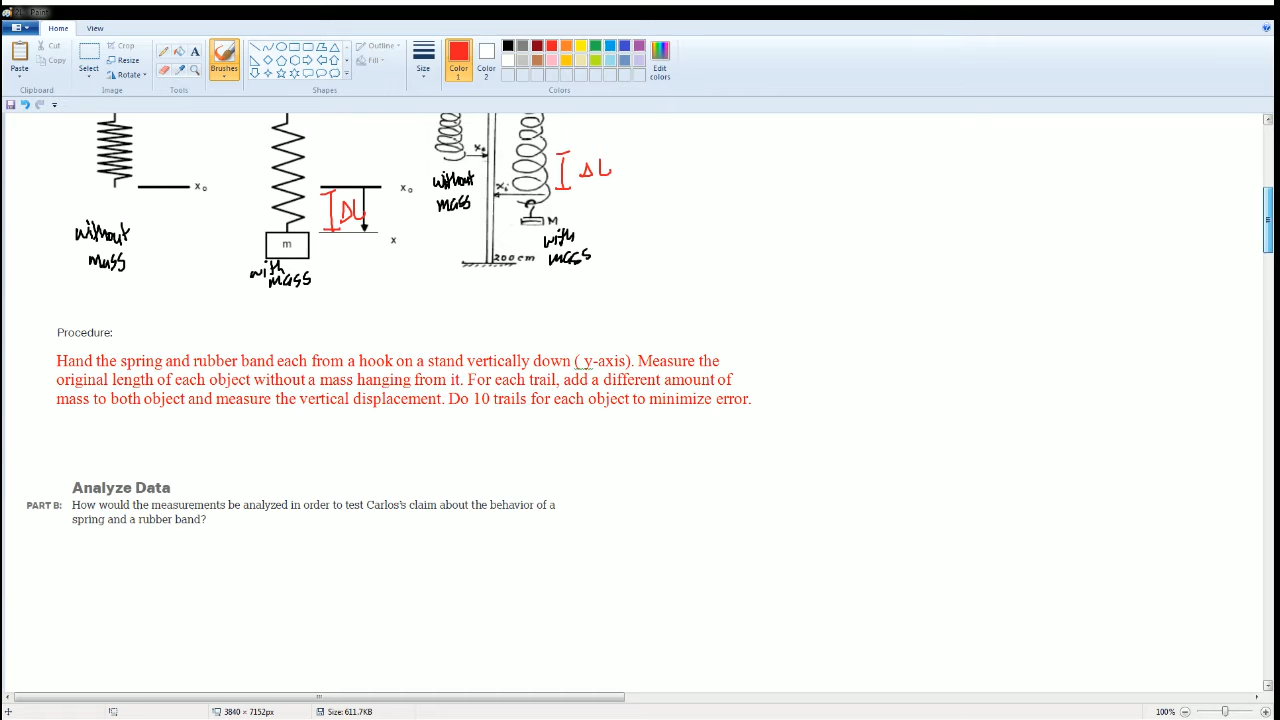 Home View
Paste
Cut
Copy
Clipboard
Select
Crop
Resize
Rotate
Image
Tools
Brushes
Outline
Fill
Shapes
Size
Color 1
Color 2
Edit colors
Colors
x₀
x₀
ΔL
x
m
without mass
with mass
x₀
without mass
x₁
ΔL
M
with mass
200 cm
Procedure:
Hand the spring and rubber band each from a hook on a stand vertically down ( y-axis). Measure the
original length of each object without a mass hanging from it. For each trail, add a different amount of
mass to both object and measure the vertical displacement. Do 10 trails for each object to minimize error.
Analyze Data
PART B: How would the measurements be analyzed in order to test Carlos's claim about the behavior of a
spring and a rubber band?
3840 × 7152px
Size: 611.7KB
100%